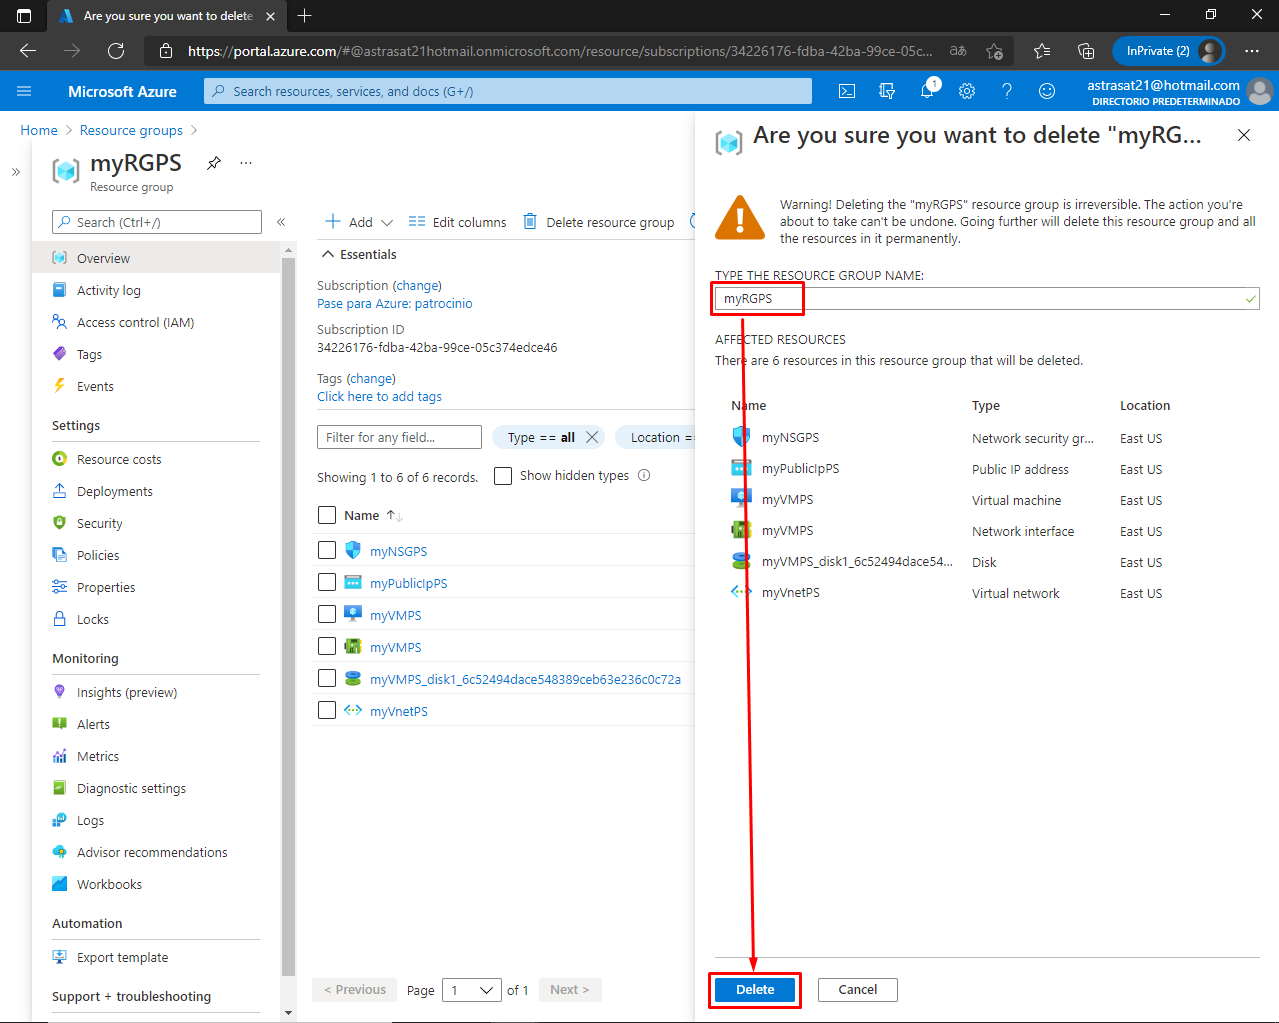 Are you sure you want to delete
https://portal.azure.com/#@astrasat21hotmail.onmicrosoft.com/resource/subscriptions/34226176-fdba-42ba-99ce-05c...
InPrivate (2)
Microsoft Azure
Search resources, services, and docs (G+/)
1
astrasat21@hotmail.com
DIRECTORIO PREDETERMINADO
Home > Resource groups >
myRGPS
Resource group
Search (Ctrl+/)
Overview
Activity log
Access control (IAM)
Tags
Events
Settings
Resource costs
Deployments
Security
Policies
Properties
Locks
Monitoring
Insights (preview)
Alerts
Metrics
Diagnostic settings
Logs
Advisor recommendations
Workbooks
Automation
Export template
Support + troubleshooting
Add
Edit columns
Delete resource group
Essentials
Subscription (change)
Pase para Azure: patrocinio
Subscription ID
34226176-fdba-42ba-99ce-05c374edce46
Tags (change)
Click here to add tags
Filter for any field...
Type == all
Location ==
Showing 1 to 6 of 6 records.
Show hidden types
Name
myNSGPS
myPublicIpPS
myVMPS
myVMPS
myVMPS_disk1_6c52494dace548389ceb63e236c0c72a
myVnetPS
< Previous
Page 1 of 1
Next >
Are you sure you want to delete "myRG...
Warning! Deleting the "myRGPS" resource group is irreversible. The action you're
about to take can't be undone. Going further will delete this resource group and all
the resources in it permanently.
TYPE THE RESOURCE GROUP NAME:
myRGPS
AFFECTED RESOURCES
There are 6 resources in this resource group that will be deleted.
Name Type Location
myNSGPS Network security gr... East US
myPublicIpPS Public IP address East US
myVMPS Virtual machine East US
myVMPS Network interface East US
myVMPS_disk1_6c52494dace54... Disk East US
myVnetPS Virtual network East US
Delete
Cancel